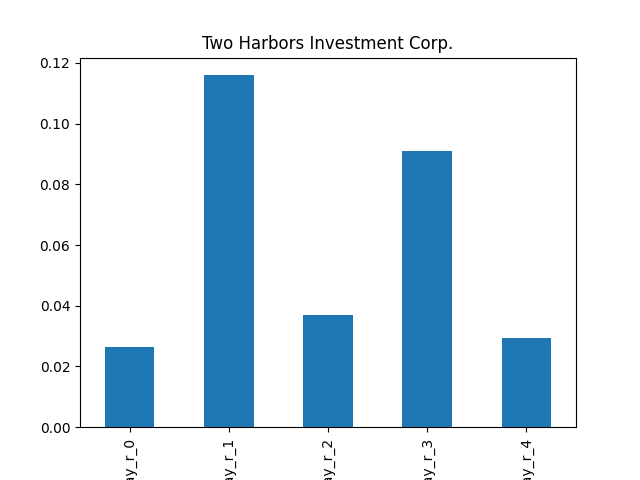 Two Harbors Investment Corp.
0.12
0.10
0.08
0.06
0.04
0.02
0.00
ay_r_0
ay_r_1
ay_r_2
ay_r_3
ay_r_4